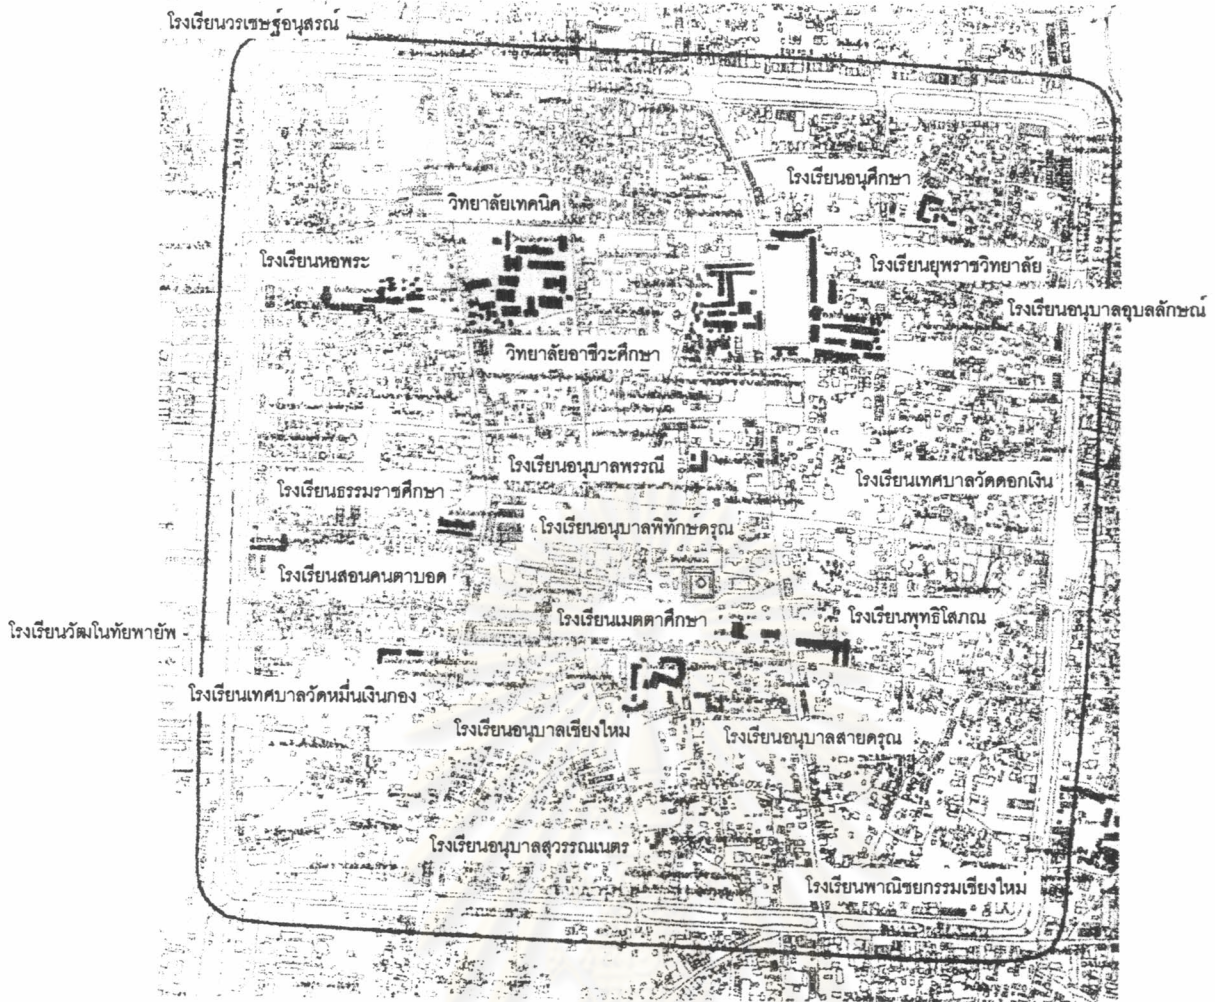 โรงเรียนวรเชษฐ์อนุสรณ์
โรงเรียนอนุศึกษา
วิทยาลัยเทคนิค
โรงเรียนหอพระ
โรงเรียนยุพราชวิทยาลัย
โรงเรียนอนุบาลอุบลลักษณ์
วิทยาลัยอาชีวะศึกษา
โรงเรียนอนุบาลพรรณี
โรงเรียนเทศบาลวัดดอกเงิน
โรงเรียนธรรมราชศึกษา
โรงเรียนอนุบาลพิทักษ์ดรุณ
โรงเรียนสอนคนตาบอด
โรงเรียนเมตตาศึกษา
โรงเรียนพุทธิโสภณ
โรงเรียนวัฒโนทัยพายัพ
โรงเรียนเทศบาลวัดหมื่นเงินกอง
โรงเรียนอนุบาลเชียงใหม่
โรงเรียนอนุบาลสายดรุณ
โรงเรียนอนุบาลสุวรรณเนตร
โรงเรียนพาณิชยกรรมเชียงใหม่